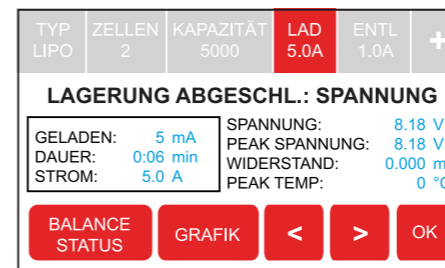 TYP ZELLEN KAPAZITÄT LAD ENTL +
LIPO 2 5000 5.0A 1.0A
LAGERUNG ABGESCHL.: SPANNUNG
GELADEN: 5 mA
DAUER: 0:06 min
STROM: 5.0 A
SPANNUNG: 8.18 V
PEAK SPANNUNG: 8.18 V
WIDERSTAND: 0.000 m
PEAK TEMP: 0 °C
BALANCE STATUS
GRAFIK
<
>
OK